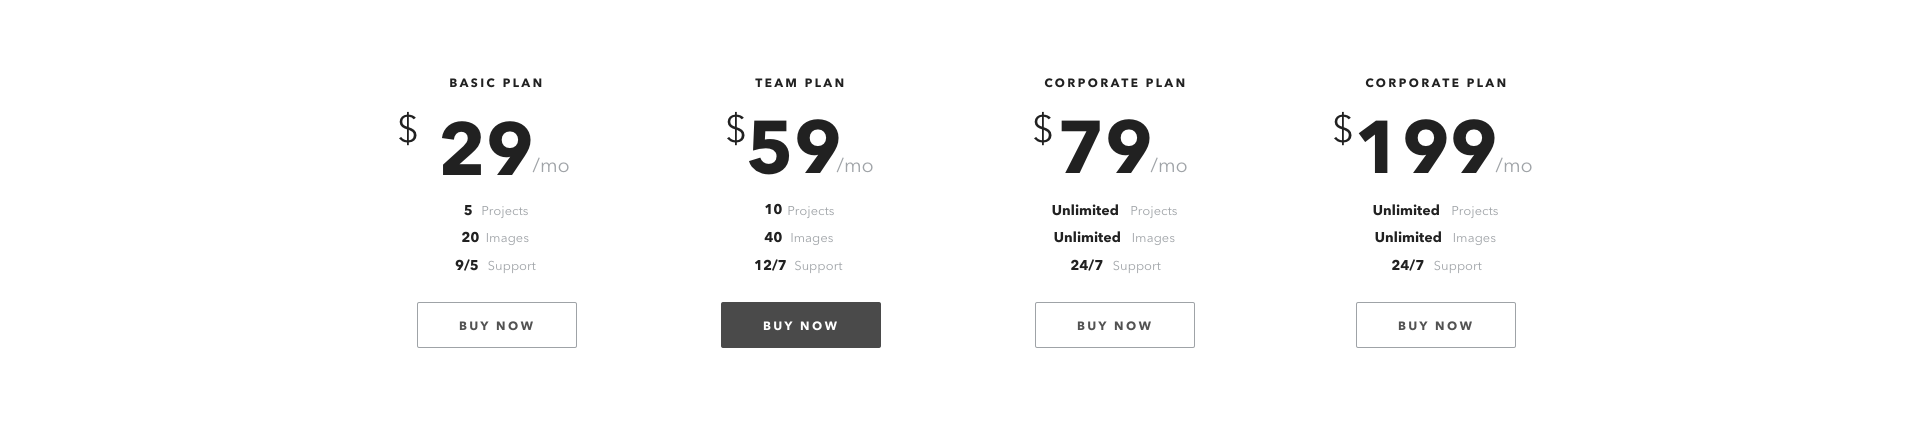 BASIC PLAN
$29/mo
5 Projects
20 Images
9/5 Support
BUY NOW
TEAM PLAN
$59/mo
10 Projects
40 Images
12/7 Support
BUY NOW
CORPORATE PLAN
$79/mo
Unlimited Projects
Unlimited Images
24/7 Support
BUY NOW
CORPORATE PLAN
$199/mo
Unlimited Projects
Unlimited Images
24/7 Support
BUY NOW